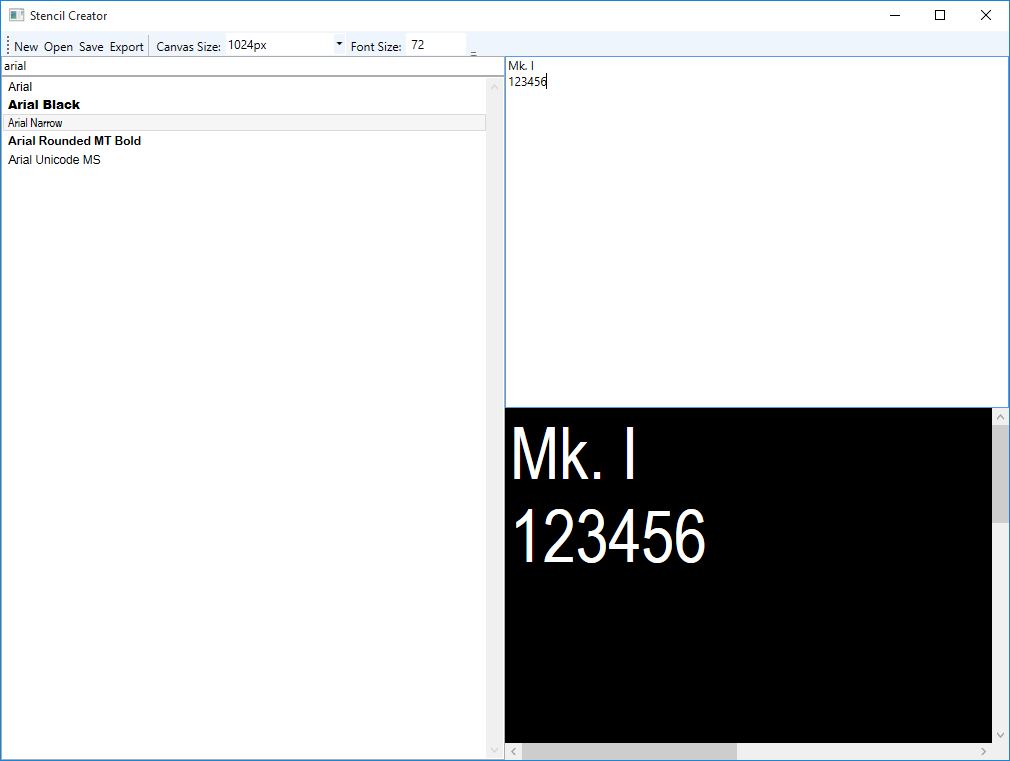 Stencil Creator
New Open Save Export Canvas Size: 1024px Font Size: 72
arial
Arial
Arial Black
Arial Narrow
Arial Rounded MT Bold
Arial Unicode MS
Mk. I
123456
Mk. I
123456